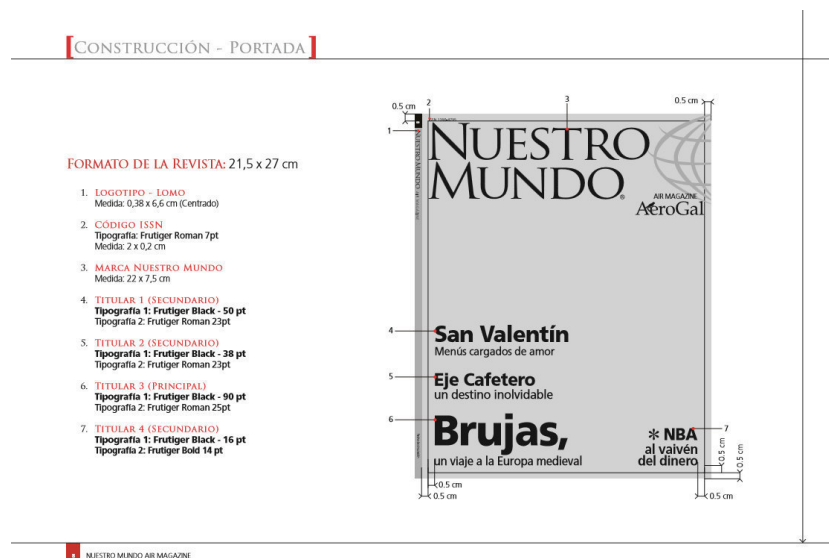 [CONSTRUCCIÓN - PORTADA]
FORMATO DE LA REVISTA: 21,5 x 27 cm
1. LOGOTIPO - LOMO
Medida: 0,38 x 6,6 cm (Centrado)
2. CÓDIGO ISSN
Tipografía: Frutiger Roman 7pt
Medida: 2 x 0,2 cm
3. MARCA NUESTRO MUNDO
Medida: 22 x 7,5 cm
4. TITULAR 1 (SECUNDARIO)
Tipografía 1: Frutiger Black - 50 pt
Tipografía 2: Frutiger Roman 23pt
5. TITULAR 2 (SECUNDARIO)
Tipografía 1: Frutiger Black - 38 pt
Tipografía 2: Frutiger Roman 23pt
6. TITULAR 3 (PRINCIPAL)
Tipografía 1: Frutiger Black - 90 pt
Tipografía 2: Frutiger Roman 25pt
7. TITULAR 4 (SECUNDARIO)
Tipografía 1: Frutiger Black - 16 pt
Tipografía 2: Frutiger Bold 14 pt
0.5 cm
2
3
0.5 cm
1
NUESTRO MUNDO
NUESTRO
MUNDO®
AIR MAGAZINE
AeroGal
4
San Valentín
Menús cargados de amor
5
Eje Cafetero
un destino inolvidable
6
Brujas,
un viaje a la Europa medieval
7
* NBA
al vaivén
del dinero
0.5 cm
0.5 cm
0.5 cm
0.5 cm
0.5 cm
NUESTRO MUNDO AIR MAGAZINE